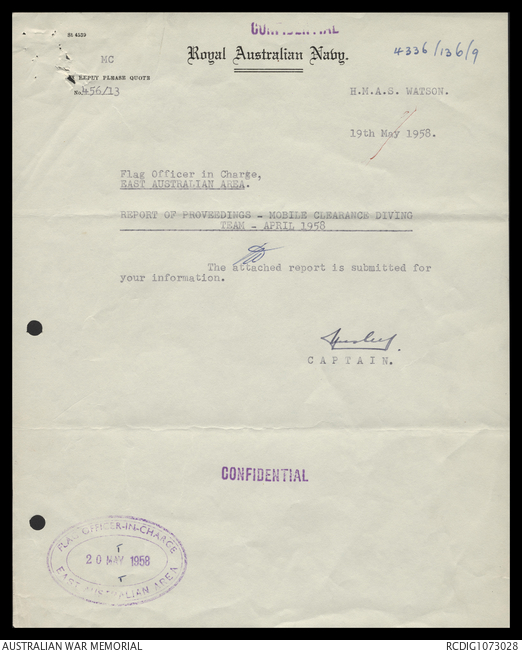 CONFIDENTIAL
St 4539
Royal Australian Navy.
4336/136/9
MC
REPLY PLEASE QUOTE
No. 456/13
H.M.A.S. WATSON.
19th May 1958.
Flag Officer in Charge,
EAST AUSTRALIAN AREA.
REPORT OF PROVEEDINGS - MOBILE CLEARANCE DIVING
TEAM - APRIL 1958
The attached report is submitted for
your information.
CAPTAIN.
CONFIDENTIAL
FLAG OFFICER-IN-CHARGE
20 MAY 1958
EAST AUSTRALIAN AREA
AUSTRALIAN WAR MEMORIAL
RCDIG1073028